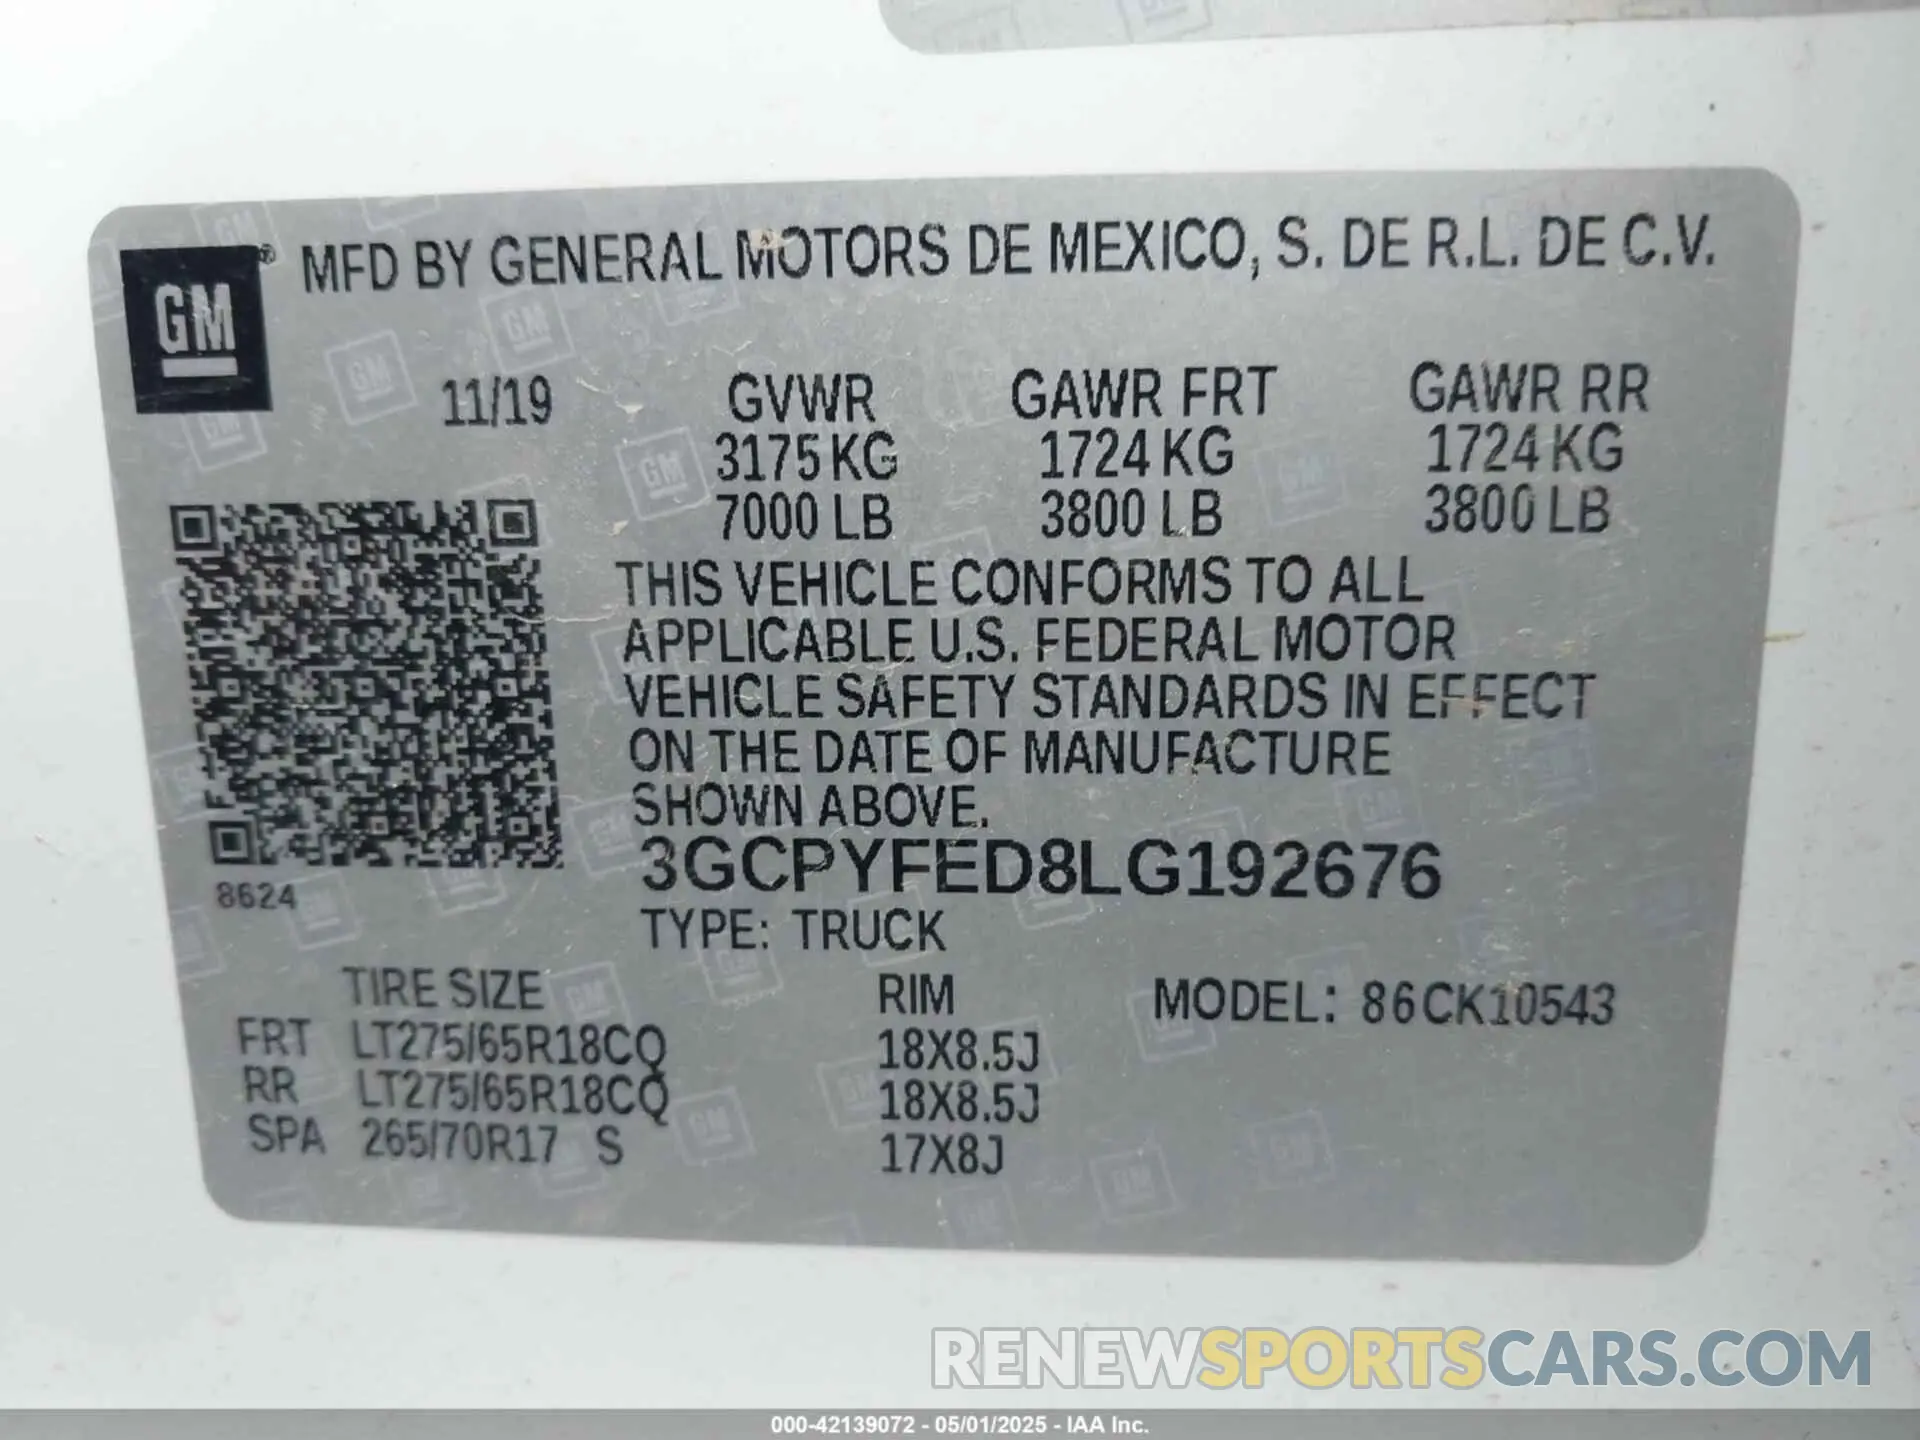 GM® MFD BY GENERAL MOTORS DE MEXICO, S. DE R.L. DE C.V.
11/19 GVWR GAWR FRT GAWR RR
3175 KG 1724 KG 1724 KG
7000 LB 3800 LB 3800 LB
THIS VEHICLE CONFORMS TO ALL
APPLICABLE U.S. FEDERAL MOTOR
VEHICLE SAFETY STANDARDS IN EFFECT
ON THE DATE OF MANUFACTURE
SHOWN ABOVE.
3GCPYFED8LG192676
8624
TYPE: TRUCK
TIRE SIZE RIM MODEL: 86CK10543
FRT LT275/65R18CQ 18X8.5J
RR LT275/65R18CQ 18X8.5J
SPA 265/70R17 S 17X8J
RENEWSPORTSCARS.COM
000-42139072 - 05/01/2025 - IAA Inc.